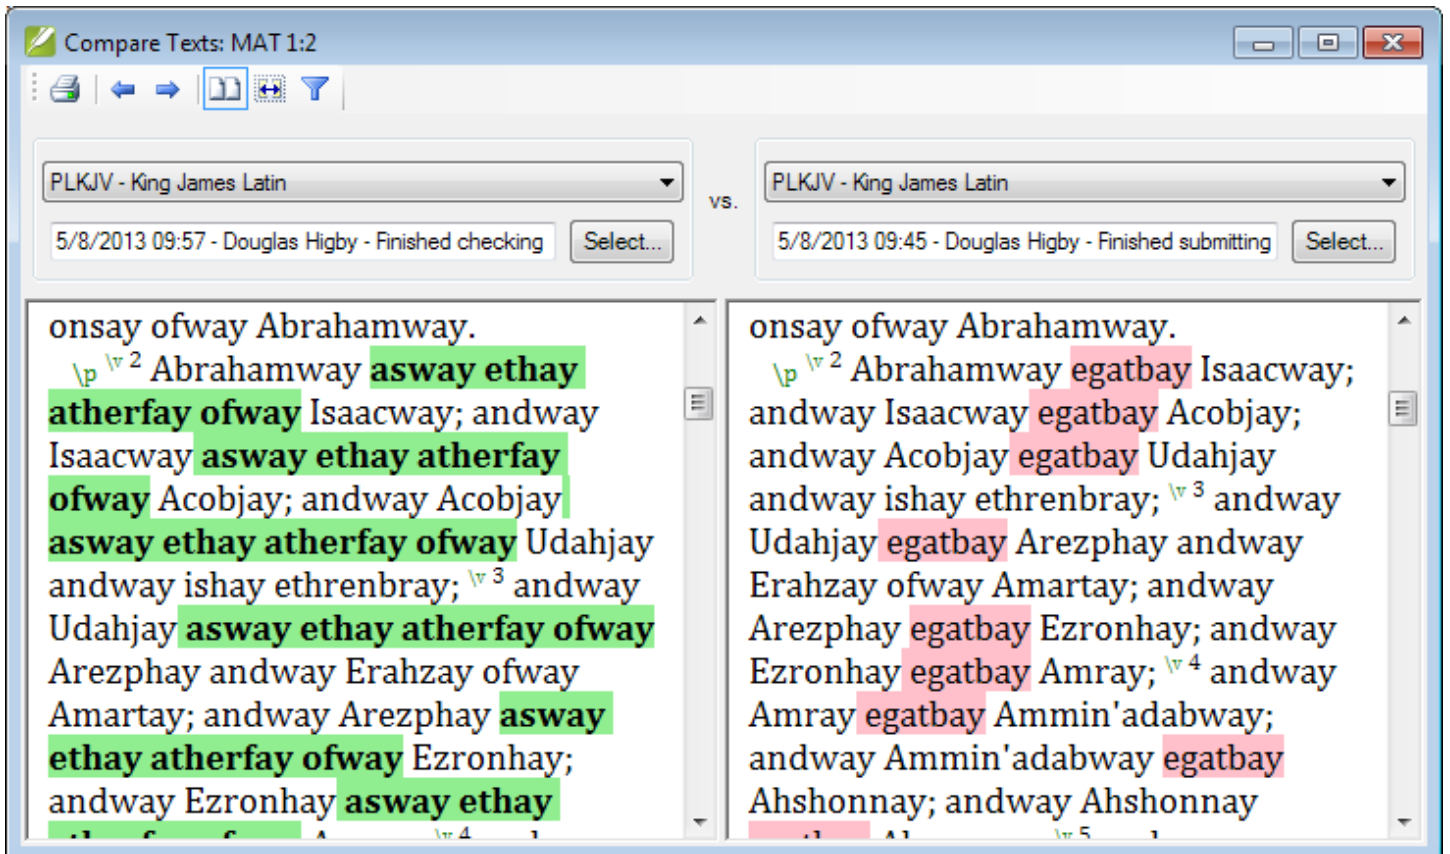 Compare Texts: MAT 1:2
PLKJV - King James Latin
5/8/2013 09:57 - Douglas Higby - Finished checking Select...
vs.
PLKJV - King James Latin
5/8/2013 09:45 - Douglas Higby - Finished submitting Select...
onsay ofway Abrahamway.
\p \v 2 Abrahamway asway ethay
atherfay ofway Isaacway; andway
Isaacway asway ethay atherfay
ofway Acobjay; andway Acobjay
asway ethay atherfay ofway Udahjay
andway ishay ethrenbray; \v 3 andway
Udahjay asway ethay atherfay ofway
Arezphay andway Erahzay ofway
Amartay; andway Arezphay asway
ethay atherfay ofway Ezronhay;
andway Ezronhay asway ethay
onsay ofway Abrahamway.
\p \v 2 Abrahamway egatbay Isaacway;
andway Isaacway egatbay Acobjay;
andway Acobjay egatbay Udahjay
andway ishay ethrenbray; \v 3 andway
Udahjay egatbay Arezphay andway
Erahzay ofway Amartay; andway
Arezphay egatbay Ezronhay; andway
Ezronhay egatbay Amray; \v 4 andway
Amray egatbay Ammin'adabway;
andway Ammin'adabway egatbay
Ahshonnay; andway Ahshonnay